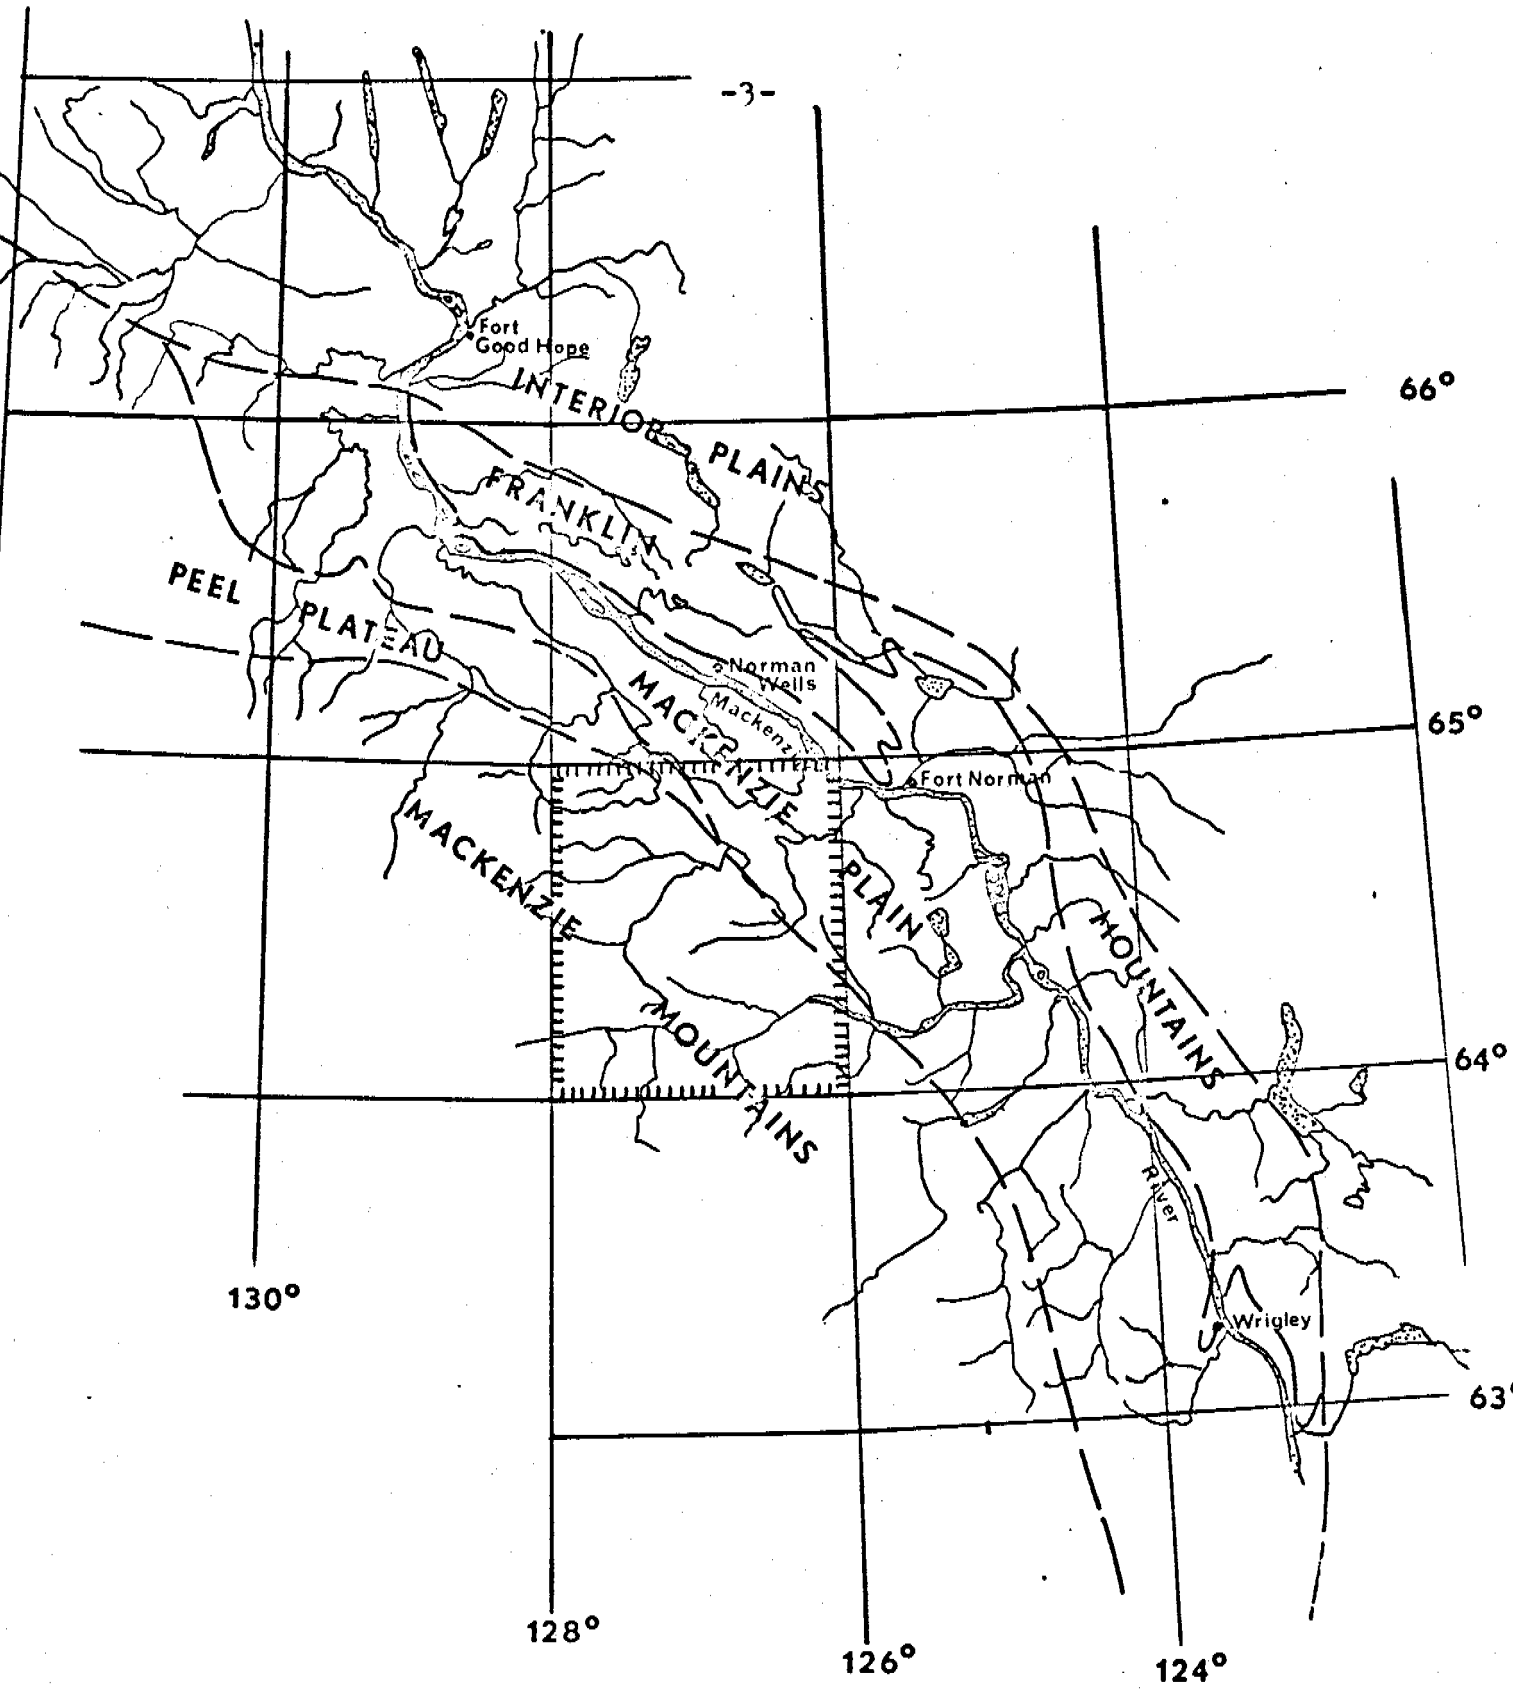 -3-
Fort
Good Hope
INTERIOR PLAINS
66°
FRANKLIN
PEEL PLATEAU
Norman
Wells
MACKENZIE
Mackenzie
65°
Fort Norman
MACKENZIE
PLAIN
MOUNTAINS
MOUNTAINS
64°
River
130°
Wrigley
63°
128°
126°
124°